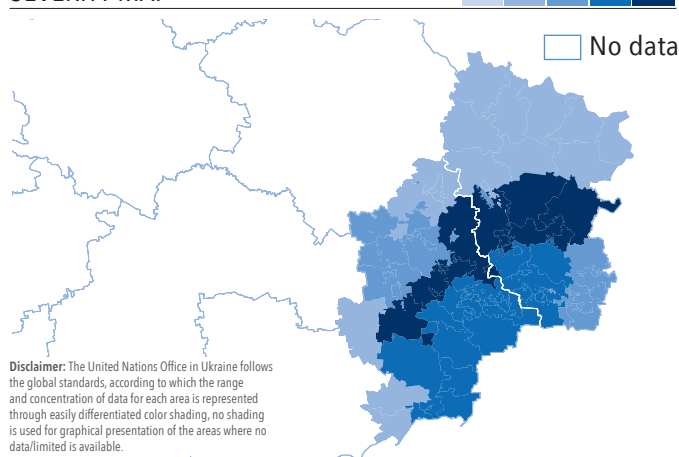 SEVERITY MAP
No data
Disclaimer: The United Nations Office in Ukraine follows
the global standards, according to which the range
and concentration of data for each area is represented
through easily differentiated color shading, no shading
is used for graphical presentation of the areas where no
data/limited is available.